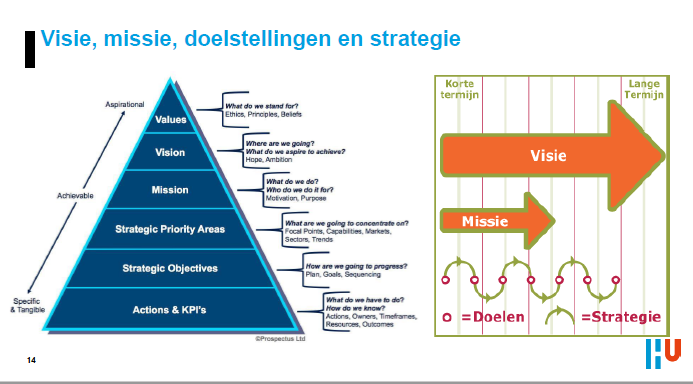 Visie, missie, doelstellingen en strategie
Aspirational
Achievable
Specific
& Tangible
Values
What do we stand for?
Ethics, Principles, Beliefs
Vision
Where are we going?
What do we aspire to achieve?
Hope, Ambition
Mission
What do we do?
Who do we do it for?
Motivation, Purpose
Strategic Priority Areas
What are we going to concentrate on?
Focal Points, Capabilities, Markets,
Sectors, Trends
Strategic Objectives
How are we going to progress?
Plan, Goals, Sequencing
Actions & KPI's
What do we have to do?
How do we know?
Actions, Owners, Timeframes,
Resources, Outcomes
©Prospectus Ltd
Korte
termijn
Lange
Termijn
Visie
Missie
=Doelen
=Strategie
14
HU